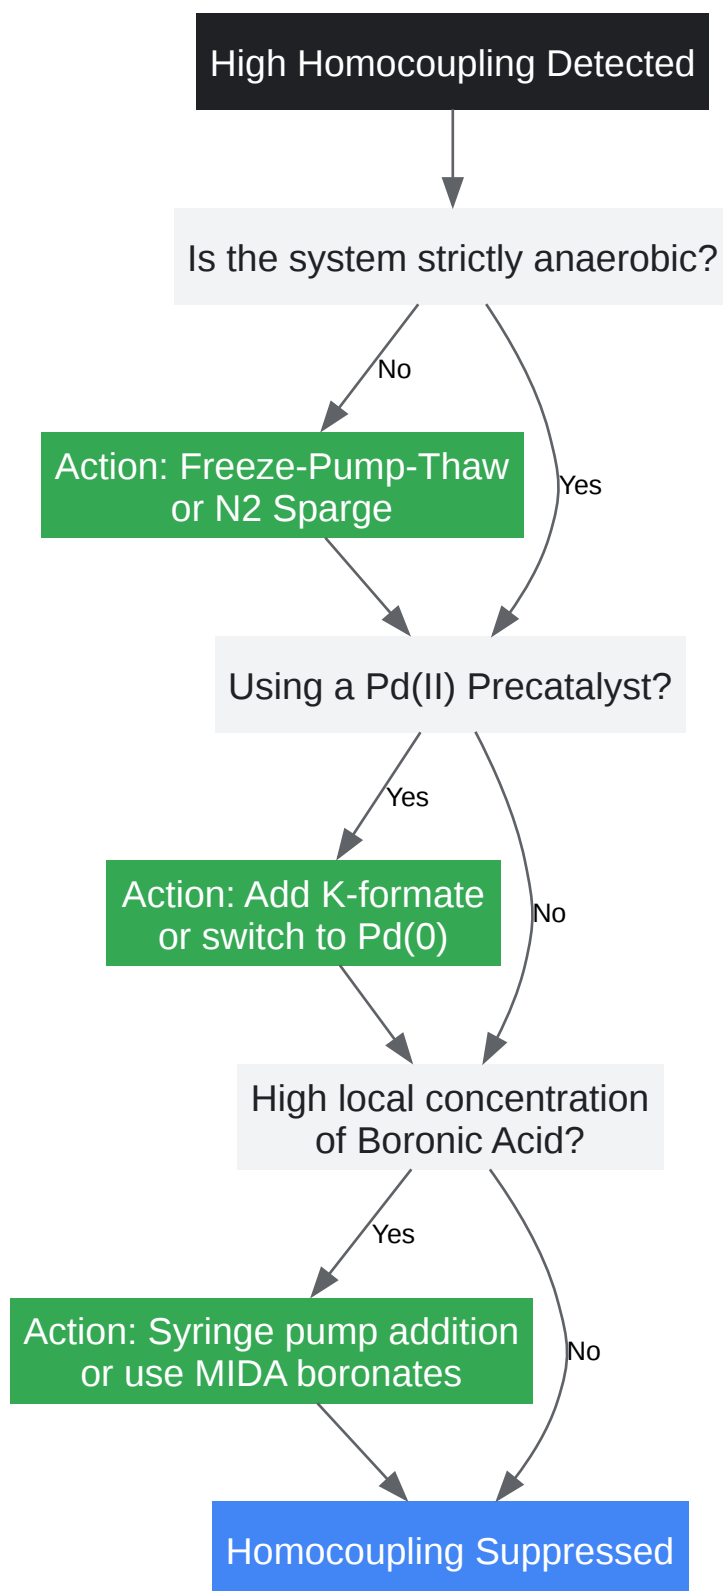 High Homocoupling Detected
Is the system strictly anaerobic?
No
Action: Freeze-Pump-Thaw
or N2 Sparge
Yes
Using a Pd(II) Precatalyst?
Yes
Action: Add K-formate
or switch to Pd(0)
No
High local concentration
of Boronic Acid?
Yes
Action: Syringe pump addition
or use MIDA boronates
No
Homocoupling Suppressed